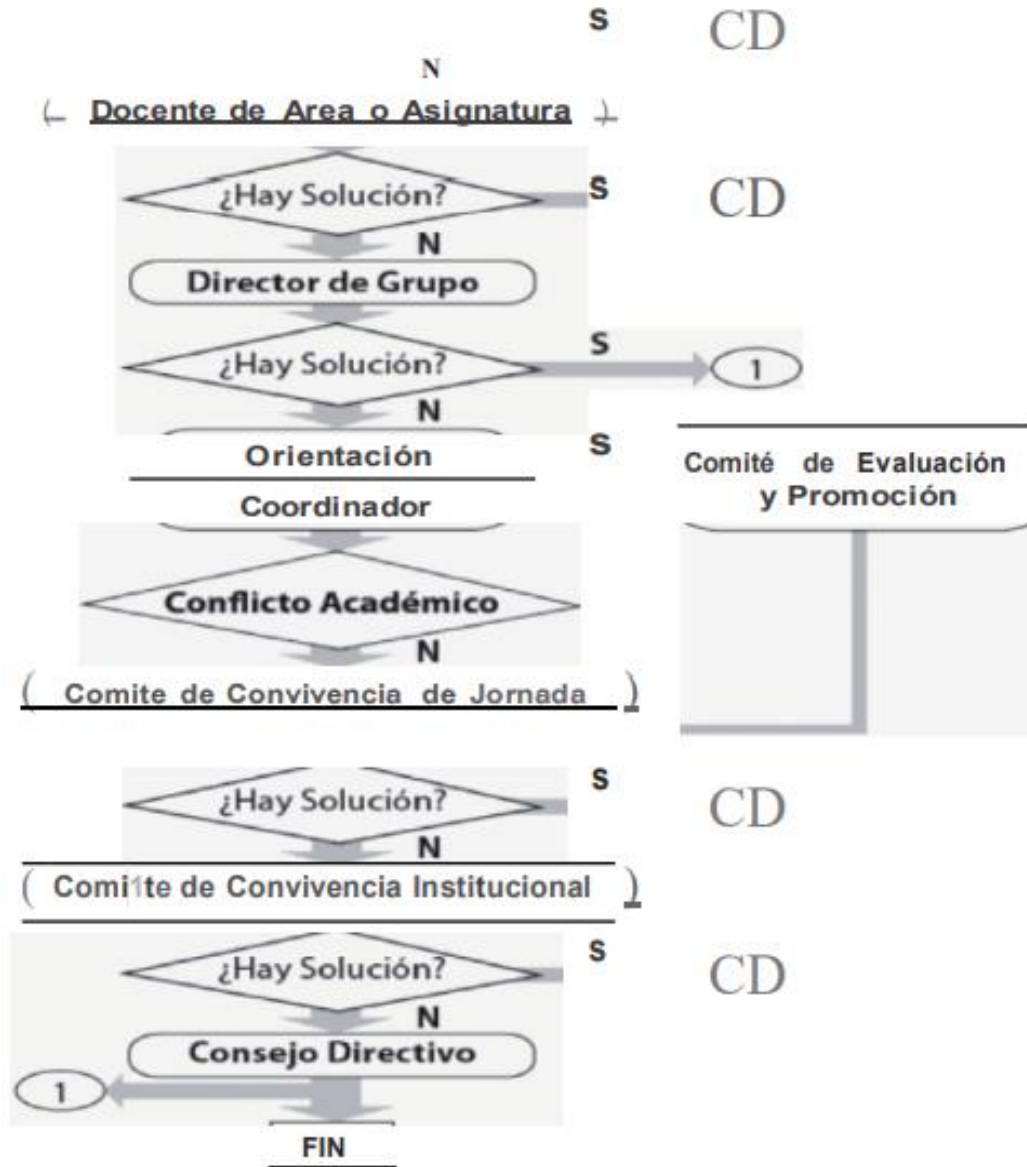 S CD
N
( Docente de Area o Asignatura )
¿Hay Solución? S CD
N
Director de Grupo
¿Hay Solución? S 1
N
Orientación S
Comité de Evaluación
y Promoción
Coordinador
Conflicto Académico
N
( Comite de Convivencia de Jornada )
¿Hay Solución? S CD
N
( Comi1te de Convivencia Institucional )
¿Hay Solución? S CD
N
Consejo Directivo
1
FIN